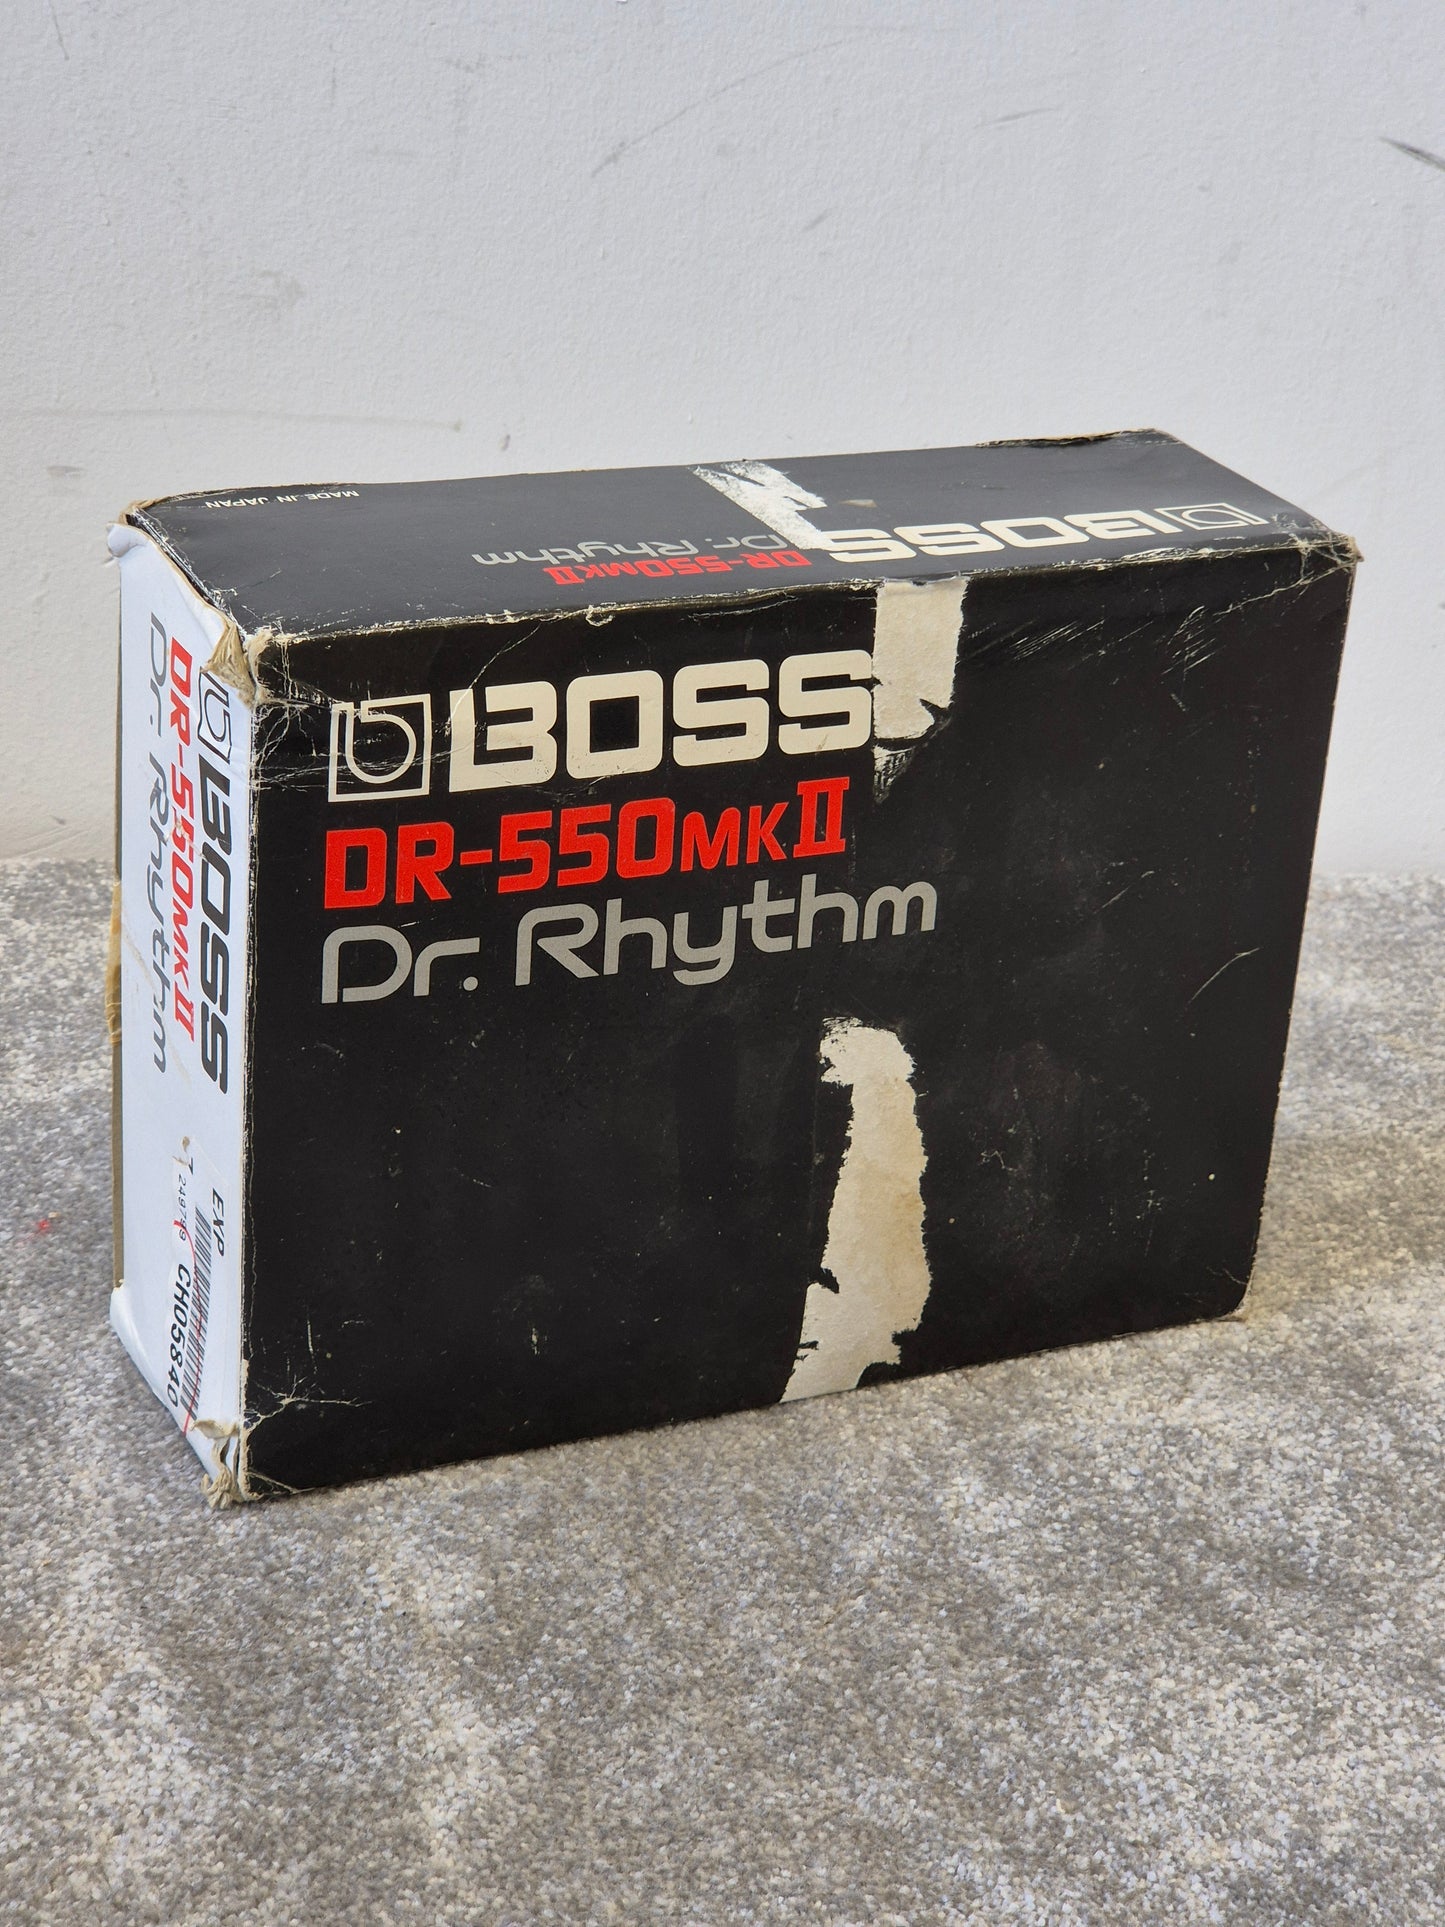 MADE IN JAPAN
BOSS
DR-550MKII
Dr. Rhythm
BOSS
DR-550MKII
Dr. Rhythm
BOSS
DR-550MKII
Dr. Rhythm
EXP
CH05840